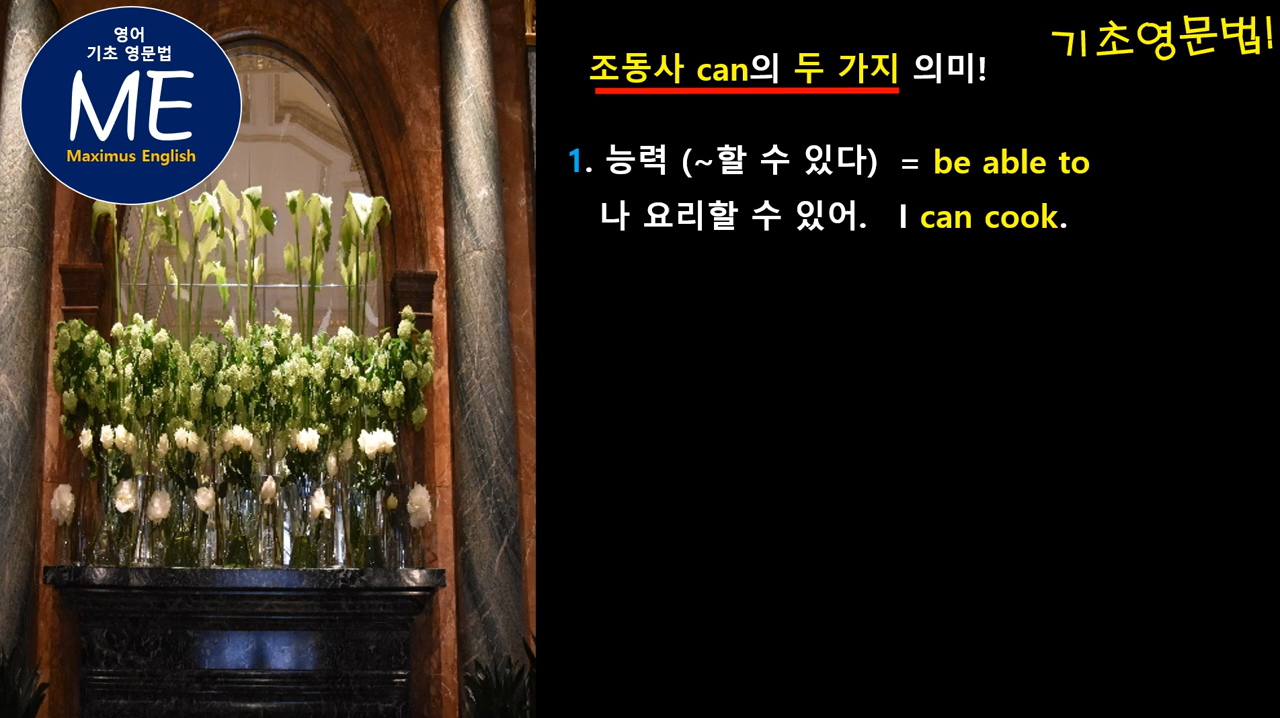 영어
기초 영문법
ME
Maximus English
기초영문법!
조동사 can의 두 가지 의미!
1. 능력 (~할 수 있다) = be able to
나 요리할 수 있어. I can cook.